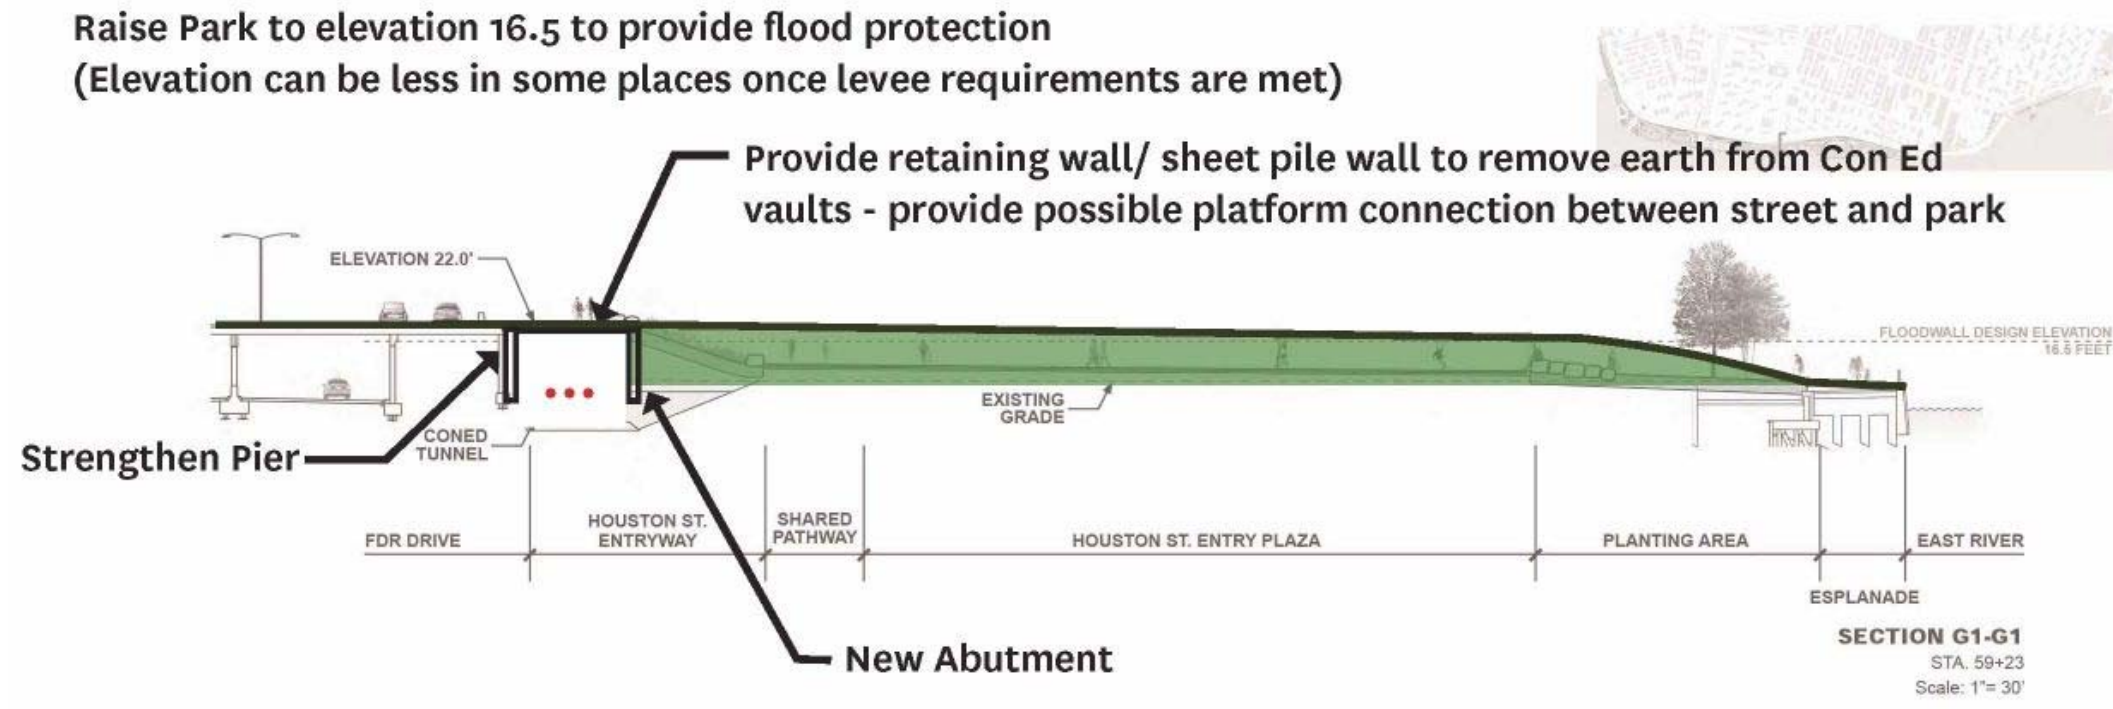 Raise Park to elevation 16.5 to provide flood protection
(Elevation can be less in some places once levee requirements are met)
Provide retaining wall/ sheet pile wall to remove earth from Con Ed
vaults - provide possible platform connection between street and park
ELEVATION 22.0'
FLOODWALL DESIGN ELEVATION
16.5 FEET
EXISTING
GRADE
CONED
TUNNEL
Strengthen Pier
FDR DRIVE
HOUSTON ST.
ENTRYWAY
SHARED
PATHWAY
HOUSTON ST. ENTRY PLAZA
PLANTING AREA
EAST RIVER
ESPLANADE
New Abutment
SECTION G1-G1
STA. 59+23
Scale: 1"= 30'